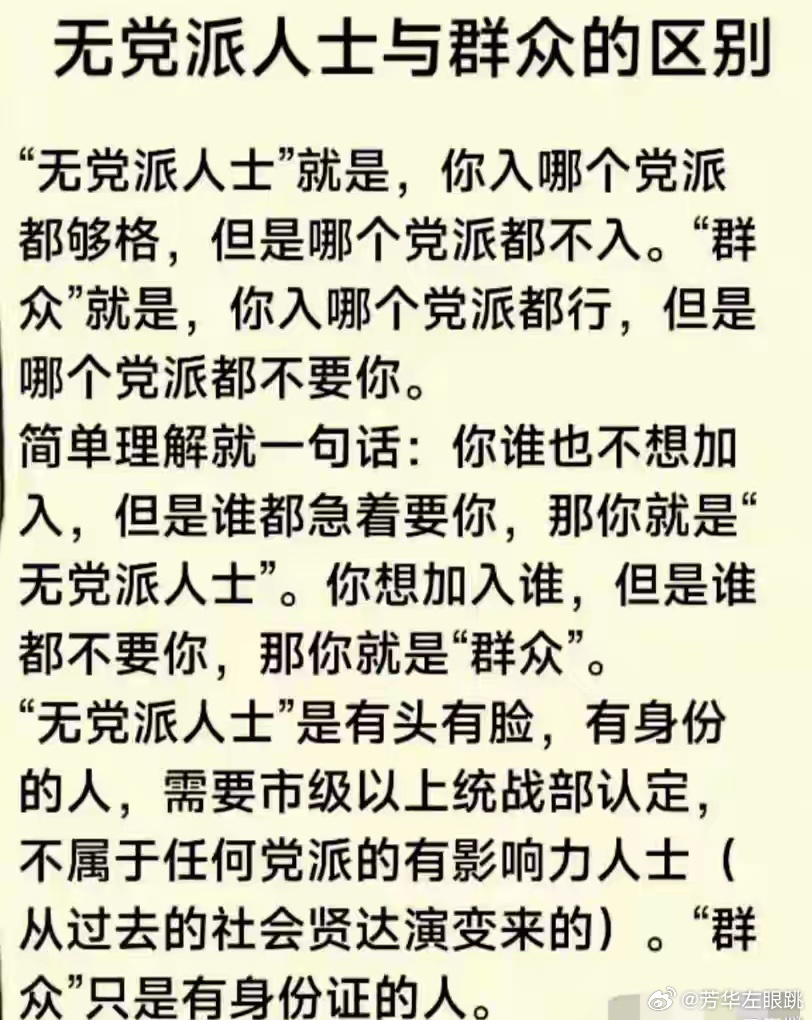 无党派人士与群众的区别
“无党派人士”就是，你入哪个党派
都够格，但是哪个党派都不入。“群
众”就是，你入哪个党派都行，但是
哪个党派都不要你。
简单理解就一句话：你谁也不想加
入，但是谁都急着要你，那你就是“
无党派人士”。你想加入谁，但是谁
都不要你，那你就是“群众”。
“无党派人士”是有头有脸，有身份
的人，需要市级以上统战部认定，
不属于任何党派的有影响力人士（
从过去的社会贤达演变来的）。“群
众”只是有身份证的人。
@芳华左眼跳